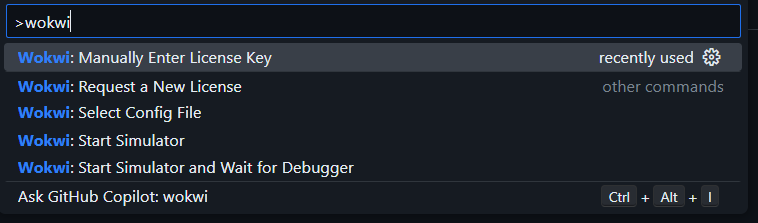 >wokwi
Wokwi: Manually Enter License Key recently used
Wokwi: Request a New License other commands
Wokwi: Select Config File
Wokwi: Start Simulator
Wokwi: Start Simulator and Wait for Debugger
Ask GitHub Copilot: wokwi Ctrl + Alt + I